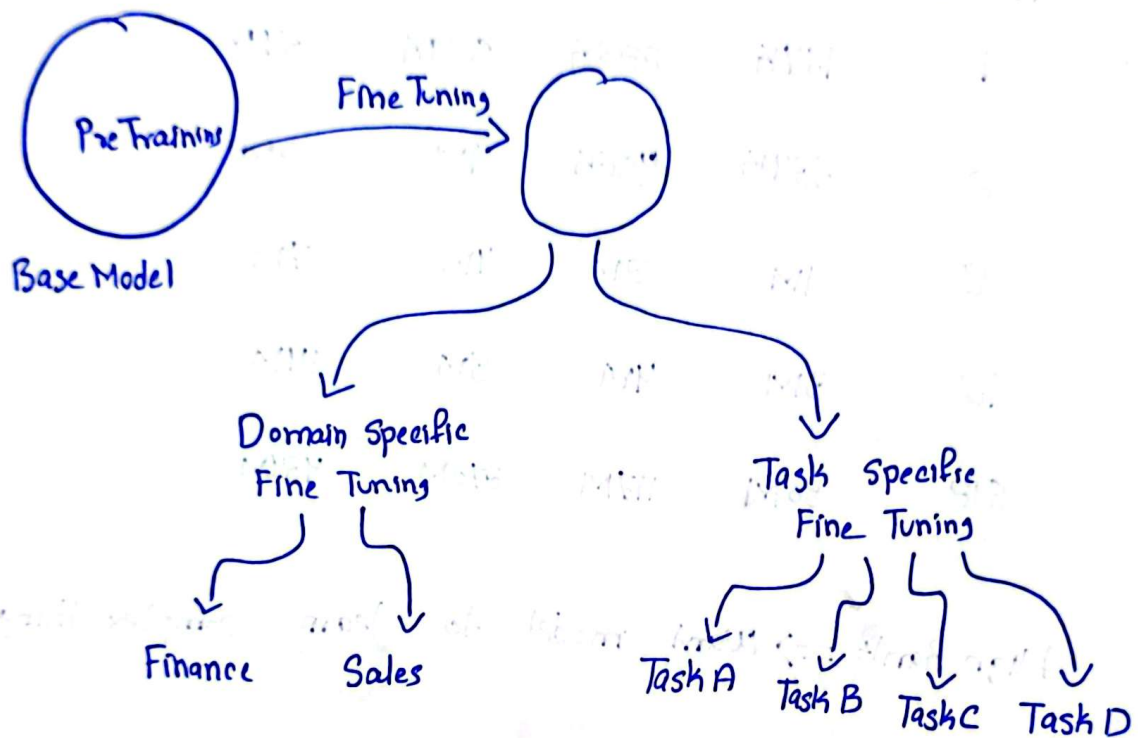 Fine Tuning
Pre Training
Base Model
Domain Specific
Fine Tuning
Task Specific
Fine Tuning
Finance
Sales
Task A
Task B
Task C
Task D